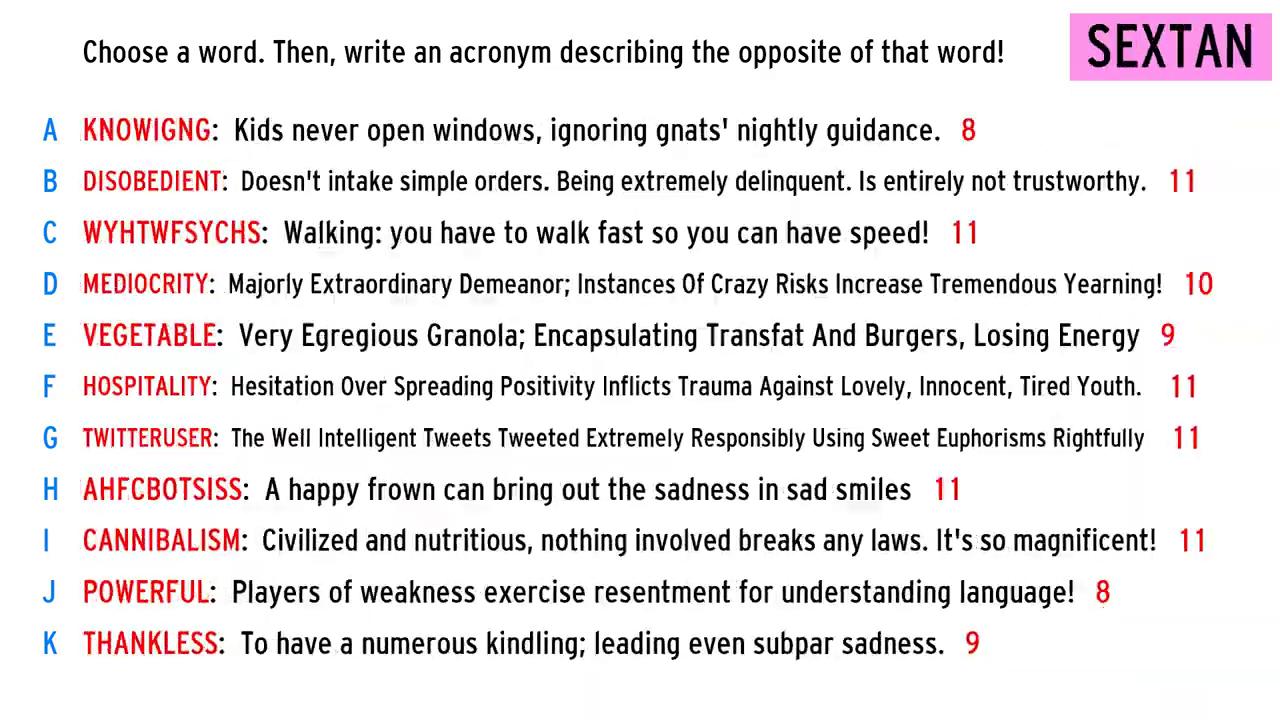 Choose a word. Then, write an acronym describing the opposite of that word!
SEXTAN
A KNOWIGNG: Kids never open windows, ignoring gnats' nightly guidance. 8
B DISOBEDIENT: Doesn't intake simple orders. Being extremely delinquent. Is entirely not trustworthy. 11
C WYHTWFSYCHS: Walking: you have to walk fast so you can have speed! 11
D MEDIOCRITY: Majorly Extraordinary Demeanor; Instances Of Crazy Risks Increase Tremendous Yearning! 10
E VEGETABLE: Very Egregious Granola; Encapsulating Transfat And Burgers, Losing Energy 9
F HOSPITALITY: Hesitation Over Spreading Positivity Inflicts Trauma Against Lovely, Innocent, Tired Youth. 11
G TWITTERUSER: The Well Intelligent Tweets Tweeted Extremely Responsibly Using Sweet Euphorisms Rightfully 11
H AHFCBOTSISS: A happy frown can bring out the sadness in sad smiles 11
I CANNIBALISM: Civilized and nutritious, nothing involved breaks any laws. It's so magnificent! 11
J POWERFUL: Players of weakness exercise resentment for understanding language! 8
K THANKLESS: To have a numerous kindling; leading even subpar sadness. 9